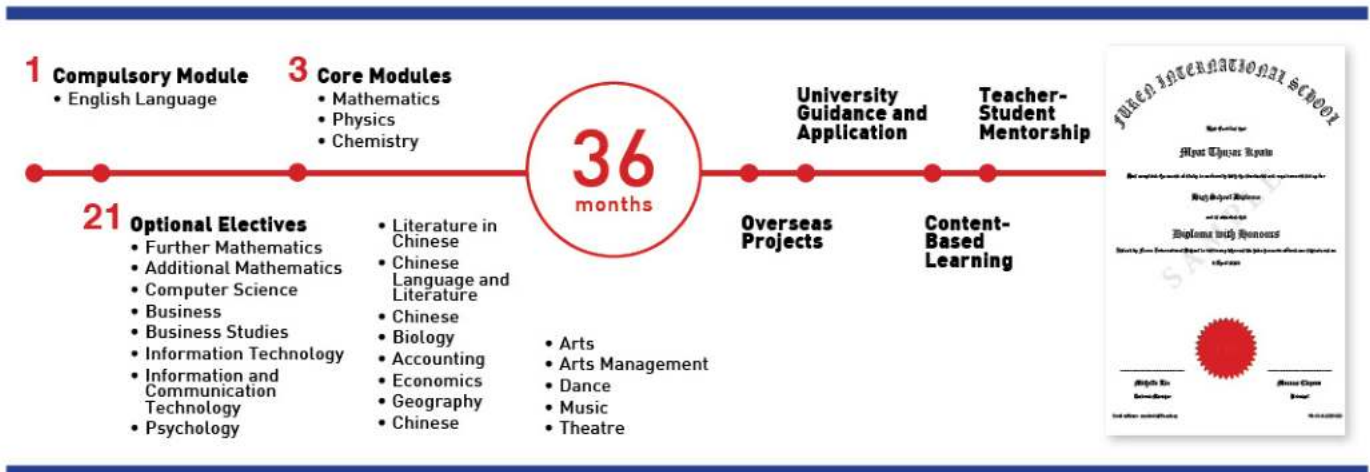 1 Compulsory Module
• English Language
3 Core Modules
• Mathematics
• Physics
• Chemistry
36
months
21 Optional Electives
• Further Mathematics
• Additional Mathematics
• Computer Science
• Business
• Business Studies
• Information Technology
• Information and
Communication
Technology
• Psychology
• Literature in
Chinese
• Chinese
Language and
Literature
• Chinese
• Biology
• Accounting
• Economics
• Geography
• Chinese
• Arts
• Arts Management
• Dance
• Music
• Theatre
University
Guidance and
Application
Teacher-
Student
Mentorship
Overseas
Projects
Content-
Based
Learning
FUREN INTERNATIONAL SCHOOL
Myat Thuzar Kyaw
High School Diploma
Diploma with Honours
SAMPLE
Principal